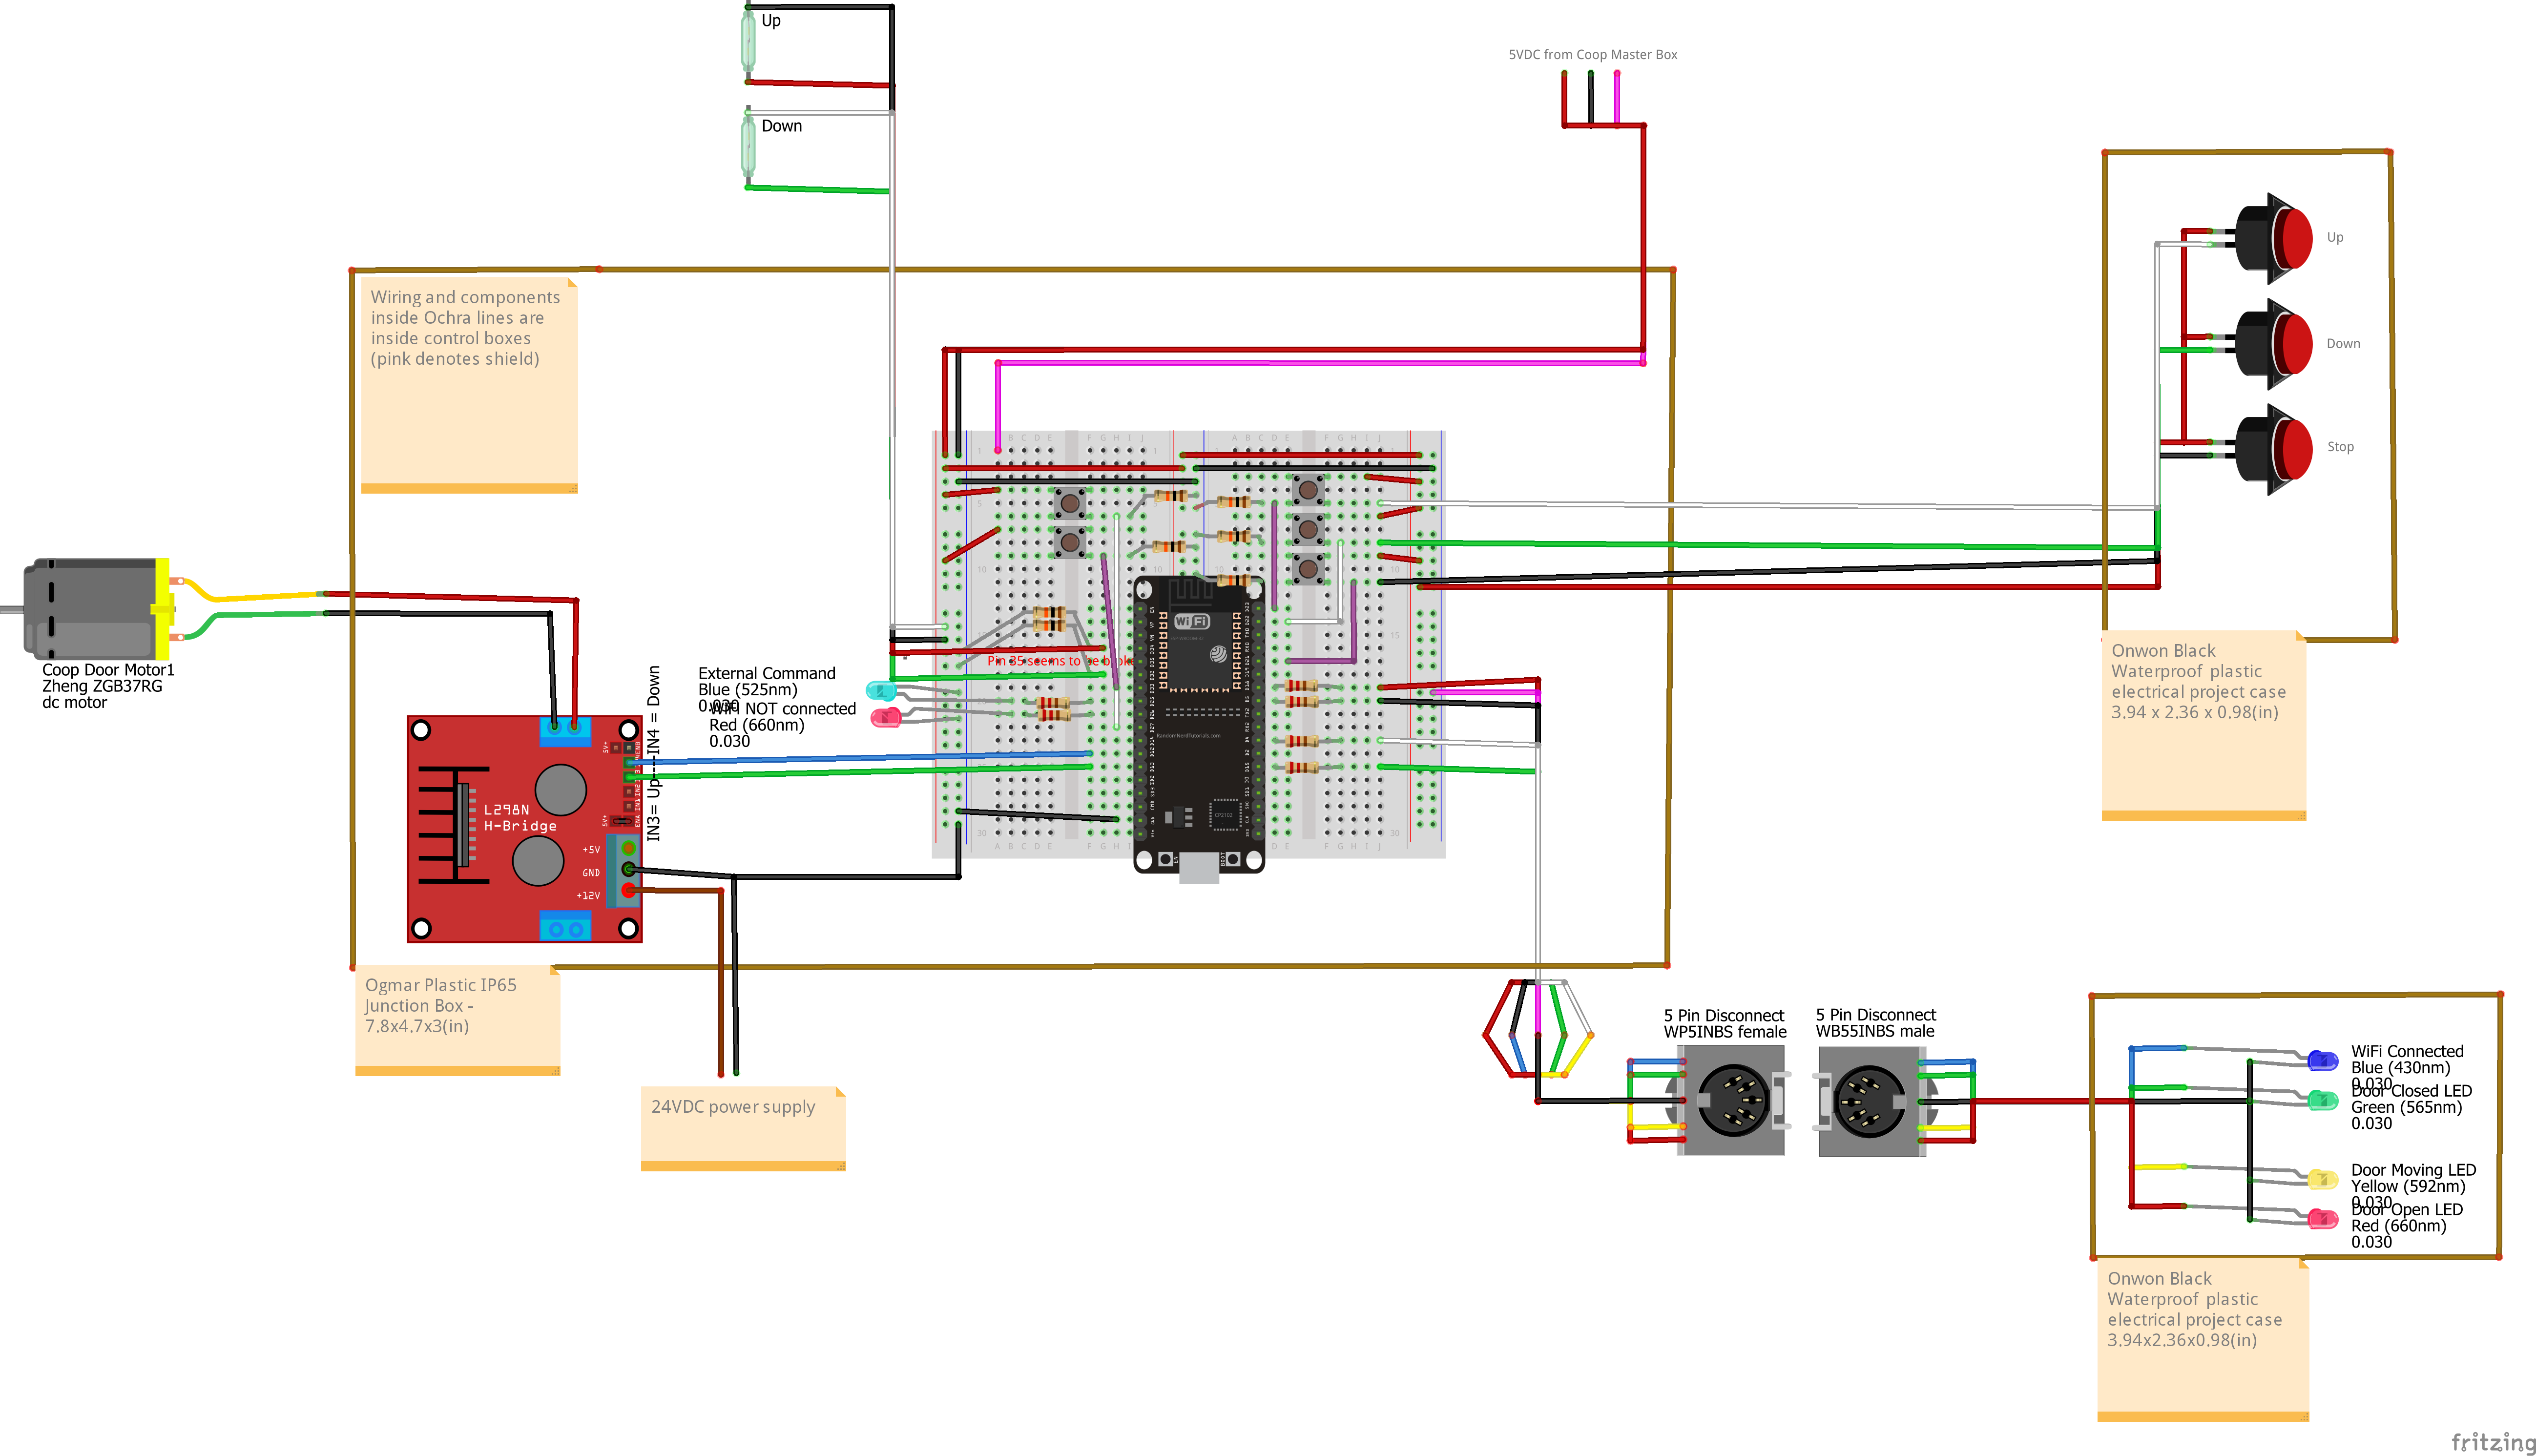 Up
Down
5VDC from Coop Master Box
Wiring and components
inside Ochra lines are
inside control boxes
(pink denotes shield)
Up
Down
Stop
Coop Door Motor1
Zheng ZGB37RG
dc motor
External Command
Blue (525nm)
0.030
WiFi NOT connected
Red (660nm)
0.030
Pin 35 seems to be broke
IN3= Up----IN4 = Down
L298N
H-Bridge
+5V
GND
+12V
WiFi
RandomNerdTutorials.com
CP2102
EN
BOOT
Onwon Black
Waterproof plastic
electrical project case
3.94 x 2.36 x 0.98(in)
Ogmar Plastic IP65
Junction Box -
7.8x4.7x3(in)
24VDC power supply
5 Pin Disconnect
WP5INBS female
5 Pin Disconnect
WB55INBS male
WiFi Connected
Blue (430nm)
0.030
Door Closed LED
Green (565nm)
0.030
Door Moving LED
Yellow (592nm)
0.030
Door Open LED
Red (660nm)
0.030
Onwon Black
Waterproof plastic
electrical project case
3.94x2.36x0.98(in)
fritzing